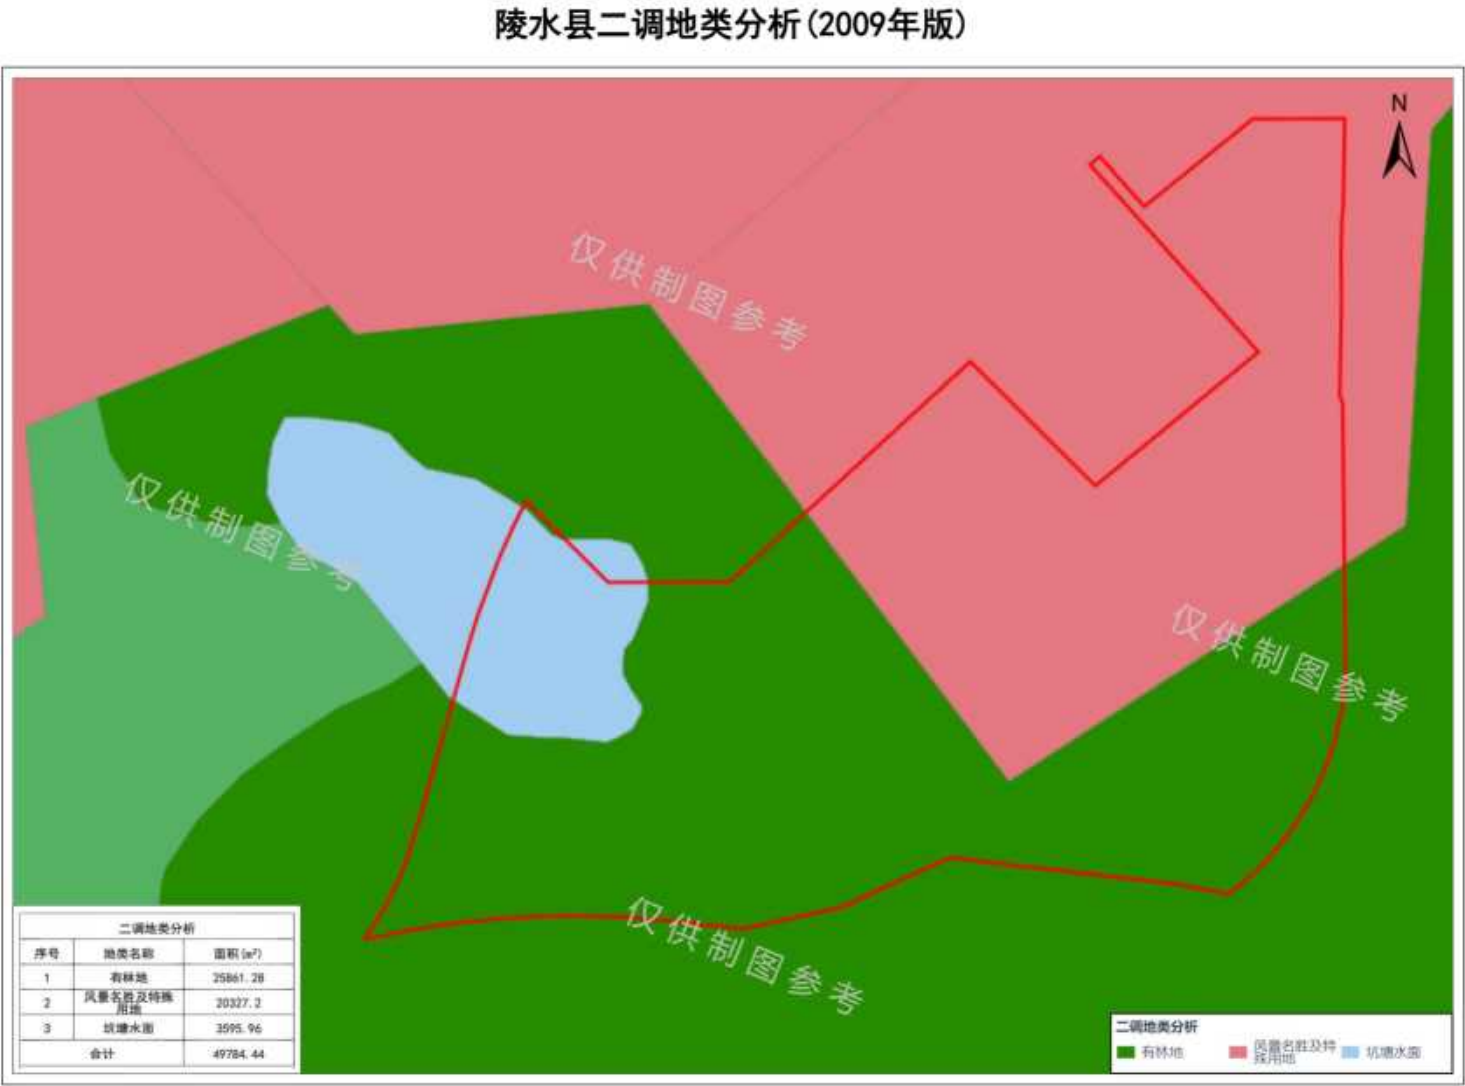 陵水县二调地类分析(2009年版)
N
仅供制图参考
仅供制图参考
仅供制图参考
仅供制图参考
二调地类分析
序号 地类名称 面积(m²)
1 有林地 25861.28
2 风景名胜及特殊
用地 20327.2
3 坑塘水面 3595.96
合计 49784.44
二调地类分析
有林地 风景名胜及特
殊用地 坑塘水面